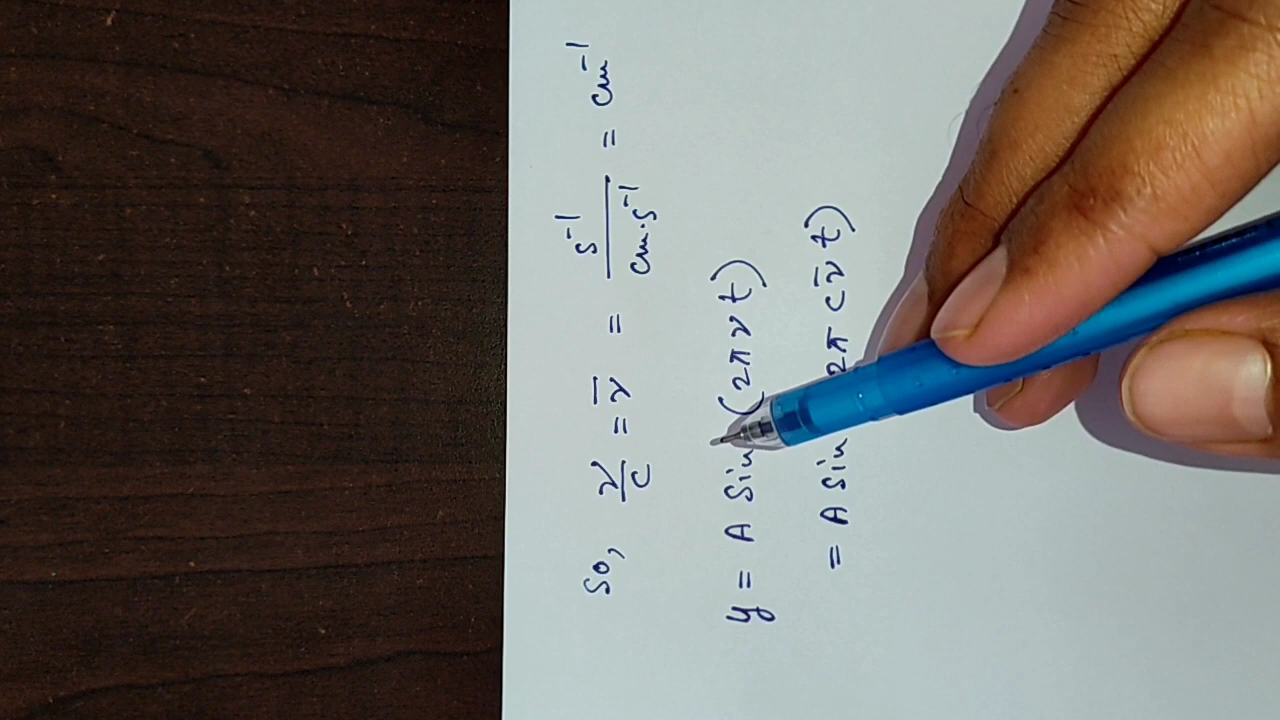 So, ν/c = ν̄ = s⁻¹/cm·s⁻¹ = cm⁻¹
y = A Sin (2πνt)
= A Sin 2πcν̄t)